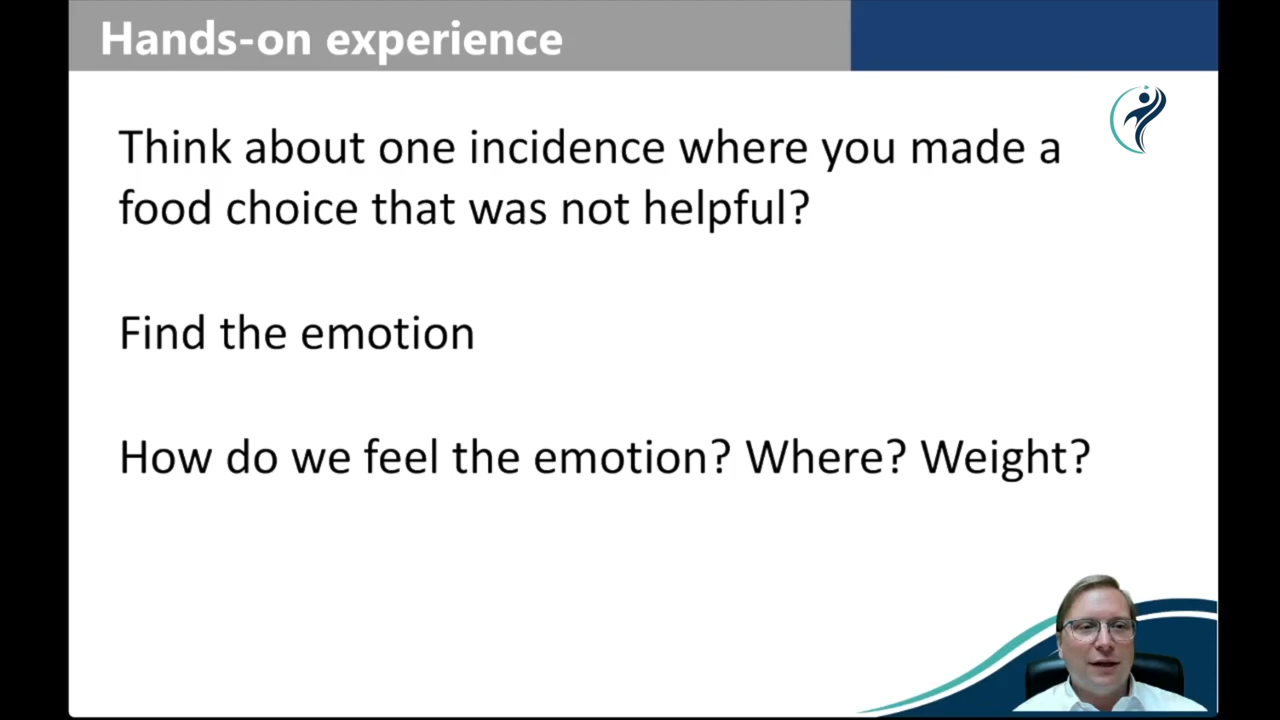 Hands-on experience
Think about one incidence where you made a
food choice that was not helpful?
Find the emotion
How do we feel the emotion? Where? Weight?